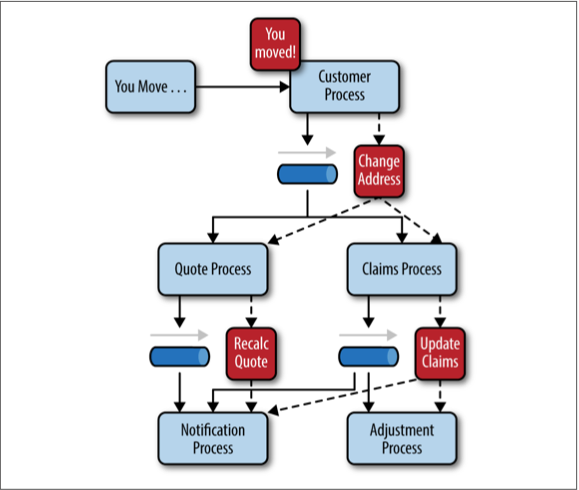 You
moved!
You Move . . .
Customer
Process
Change
Address
Quote Process
Claims Process
Recalc
Quote
Update
Claims
Notification
Process
Adjustment
Process